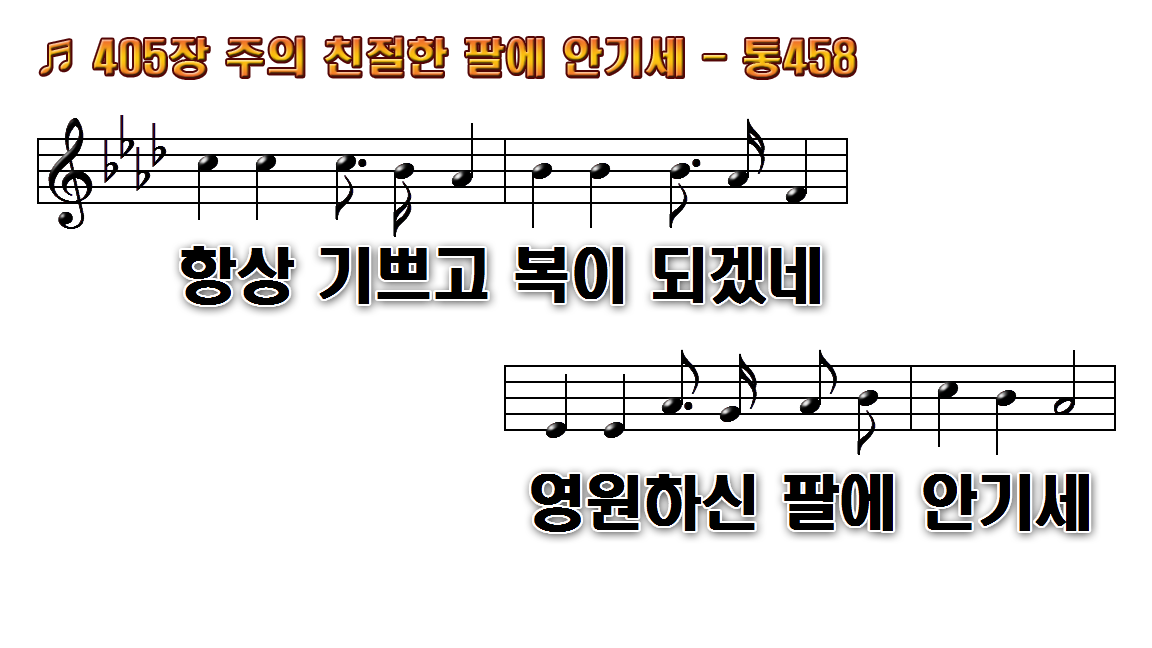 ♬ 405장 주의 친절한 팔에 안기세 - 통458
항상 기쁘고 복이 되겠네
영원하신 팔에 안기세